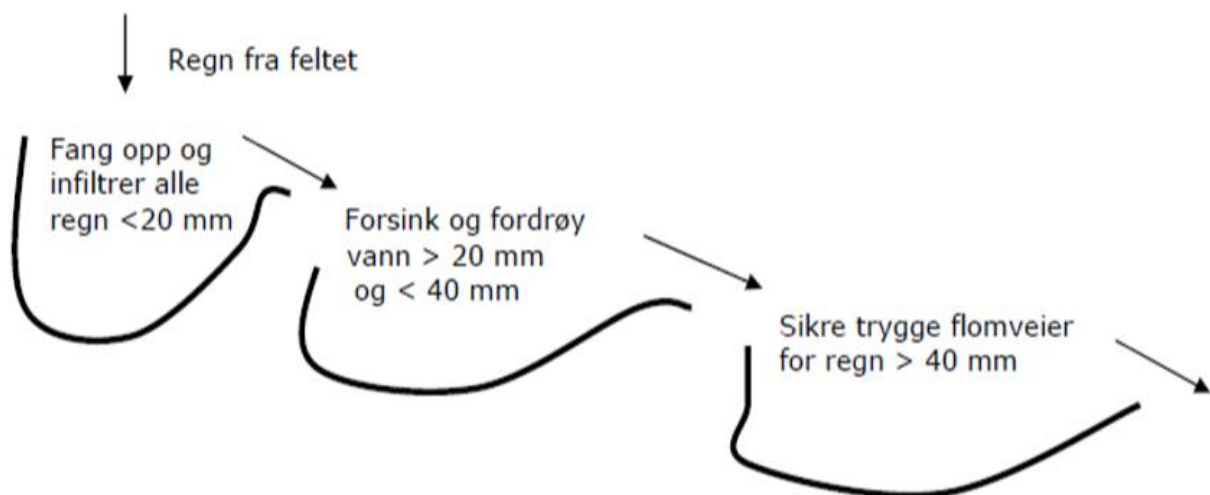 Regn fra feltet
Fang opp og
infiltrer alle
regn <20 mm
Forsink og fordrøy
vann > 20 mm
og < 40 mm
Sikre trygge flomveier
for regn > 40 mm